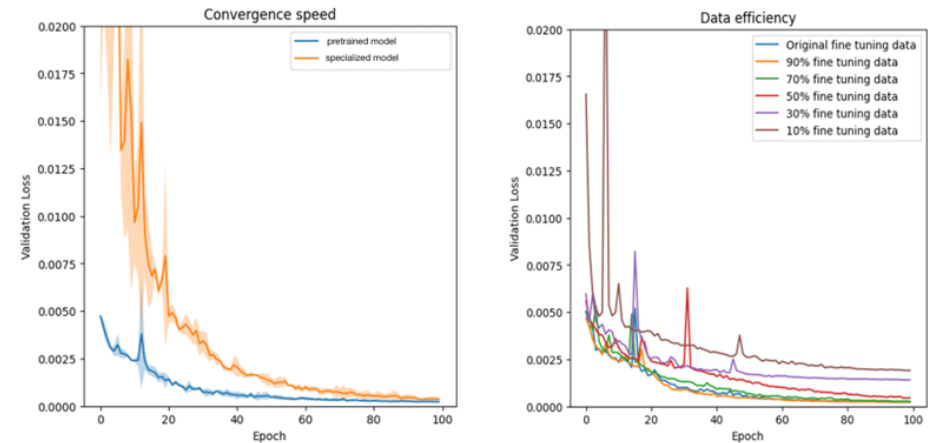 Convergence speed
0.0200
0.0175
0.0150
0.0125
0.0100
0.0075
0.0050
0.0025
0.0000
Validation Loss
pretrained model
specialized model
0 20 40 60 80 100
Epoch
Data efficiency
0.0200
0.0175
0.0150
0.0125
0.0100
0.0075
0.0050
0.0025
0.0000
Validation Loss
Original fine tuning data
90% fine tuning data
70% fine tuning data
50% fine tuning data
30% fine tuning data
10% fine tuning data
0 20 40 60 80 100
Epoch